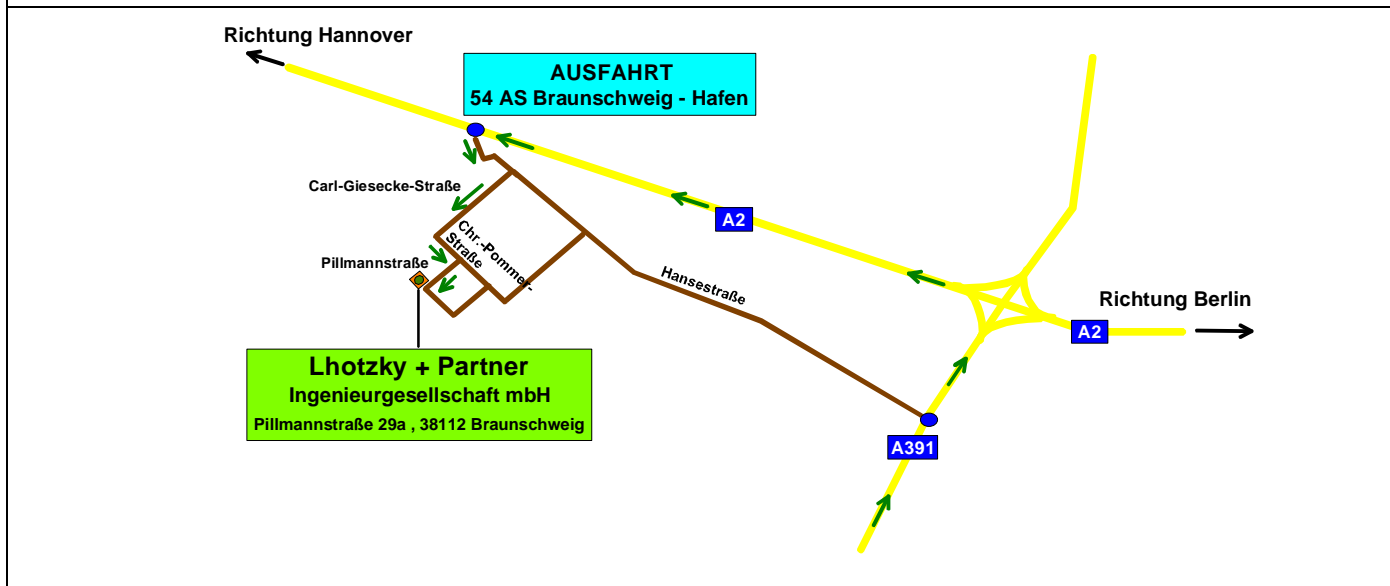 Richtung Hannover
AUSFAHRT
54 AS Braunschweig - Hafen
Carl-Giesecke-Straße
Chr.-Pommer-
Straße
Pillmannstraße
A2
Hansestraße
Richtung Berlin
A2
Lhotzky + Partner
Ingenieurgesellschaft mbH
Pillmannstraße 29a , 38112 Braunschweig
A391